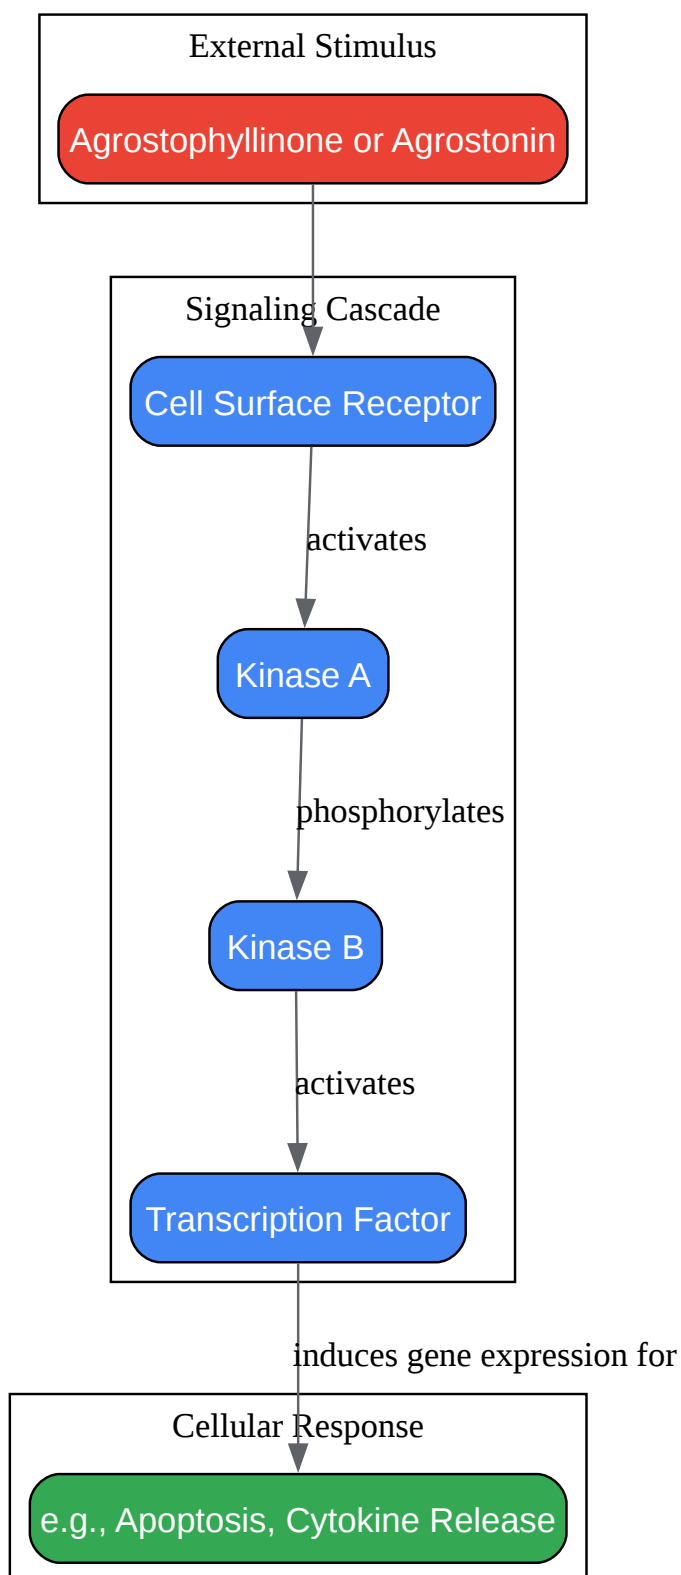 External Stimulus
Agrostophyllinone or Agrostonin
Signaling Cascade
Cell Surface Receptor
activates
Kinase A
phosphorylates
Kinase B
activates
Transcription Factor
induces gene expression for
Cellular Response
e.g., Apoptosis, Cytokine Release